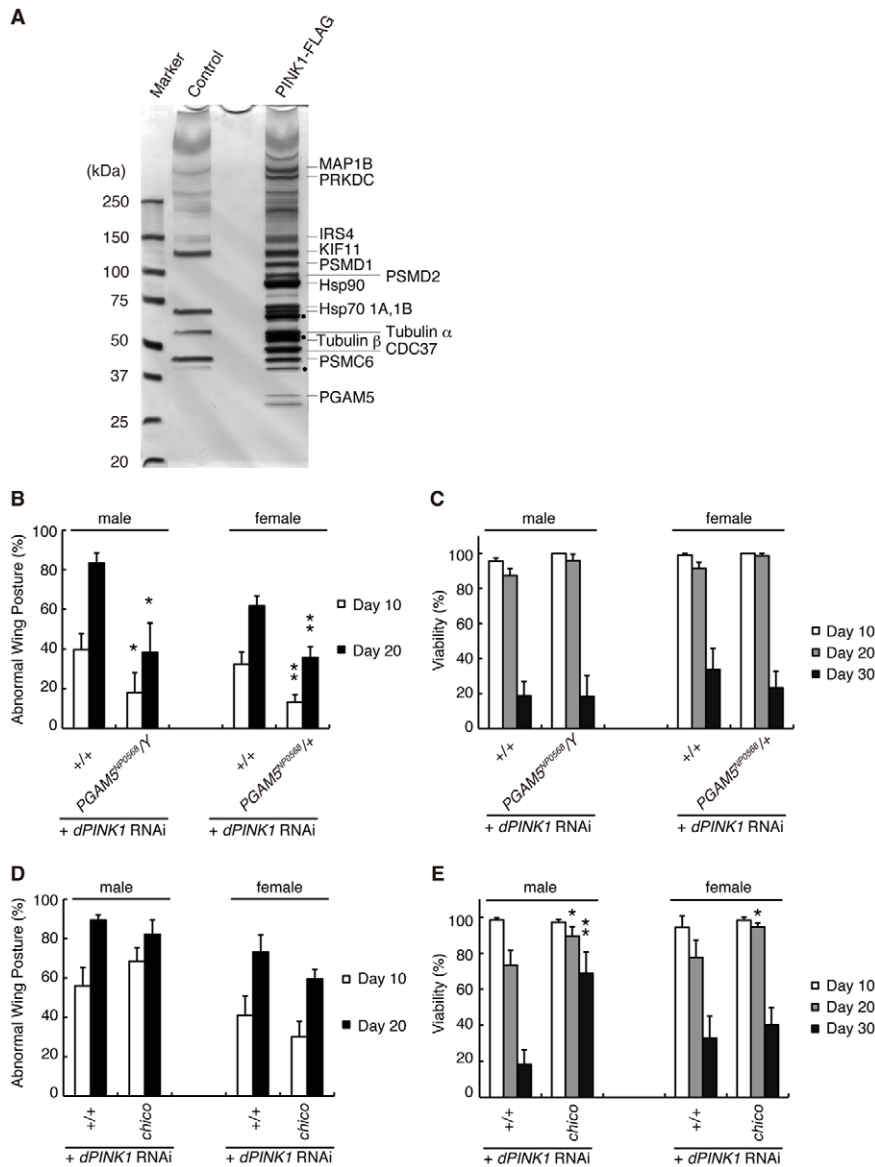 A
Marker
Control
PINK1-FLAG
(kDa)
250
150
100
75
50
37
25
20
MAP1B
PRKDC
IRS4
KIF11
PSMD1
PSMD2
Hsp90
Hsp70 1A,1B
Tubulin α
Tubulin β
CDC37
PSMC6
PGAM5
B
male
female
Abnormal Wing Posture (%)
100
80
60
40
20
0
*
*
**
**
Day 10
Day 20
+/+
PGAM5NP0568/Y
+/+
PGAM5NP0568/+
+ dPINK1 RNAi
+ dPINK1 RNAi
C
male
female
Viability (%)
100
80
60
40
20
0
Day 10
Day 20
Day 30
+/+
PGAM5NP0568/Y
+/+
PGAM5NP0568/+
+ dPINK1 RNAi
+ dPINK1 RNAi
D
male
female
Abnormal Wing Posture (%)
100
80
60
40
20
0
Day 10
Day 20
+/+
chico
+/+
chico
+ dPINK1 RNAi
+ dPINK1 RNAi
E
male
female
Viability (%)
100
80
60
40
20
0
*
**
*
Day 10
Day 20
Day 30
+/+
chico
+/+
chico
+ dPINK1 RNAi
+ dPINK1 RNAi